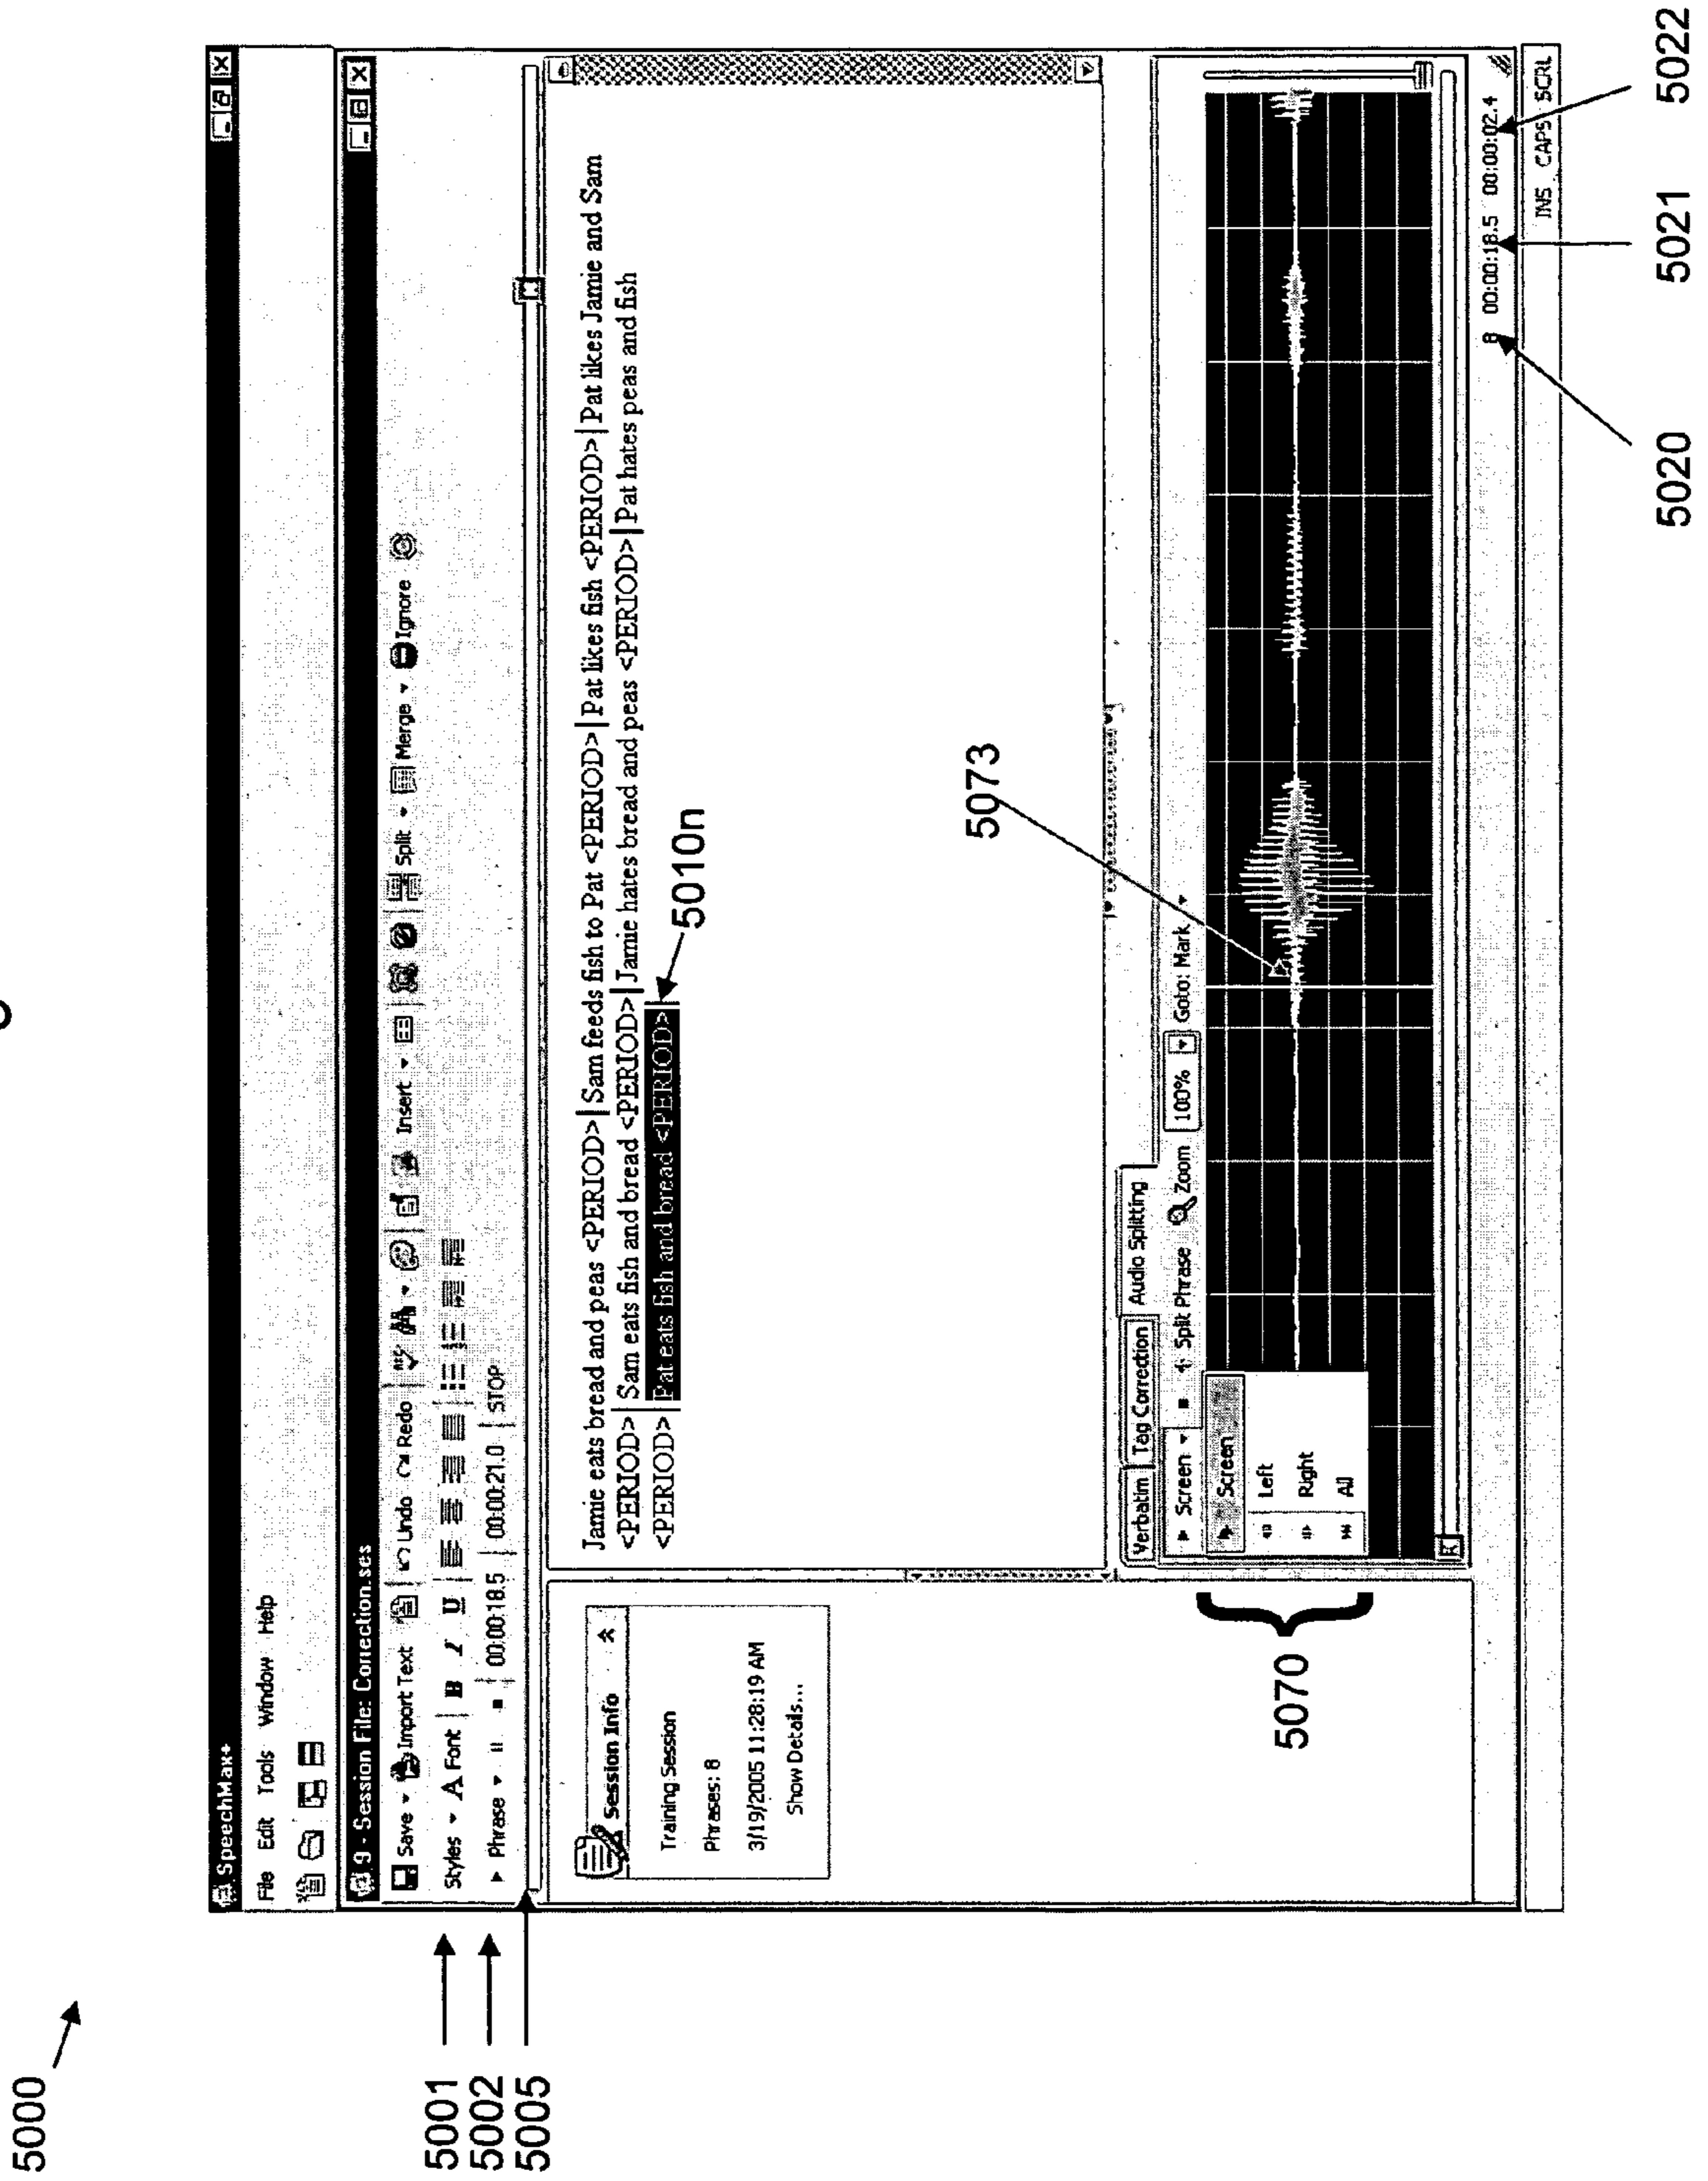 5000
SpeechMax+
File Edit Tools Window Help
9 - Session File: Correction.ses
Save Import Text Undo Redo Insert Split Merge Ignore
5001
Styles A Font B I U
5002
Phrase 00:00:18.5 00:00:21.0 STOP
5005
Session Info
Training Session
Phrases: 8
3/19/2005 11:28:19 AM
Show Details...
Jamie eats bread and peas <PERIOD> Sam feeds fish to Pat <PERIOD> Pat likes fish <PERIOD> Pat likes Jamie and Sam
<PERIOD> Sam eats fish and bread <PERIOD> Jamie hates bread and peas <PERIOD> Pat hates peas and fish
<PERIOD> Pat eats fish and bread <PERIOD>
5010n
5073
Verbatim Tag Correction Audio Splitting
Screen Split Phrase Zoom 100% Goto: Mark
5070
Screen
Left
Right
All
8 00:00:18.5 00:00:02.4
INS CAPS SCRL
5020 5021 5022